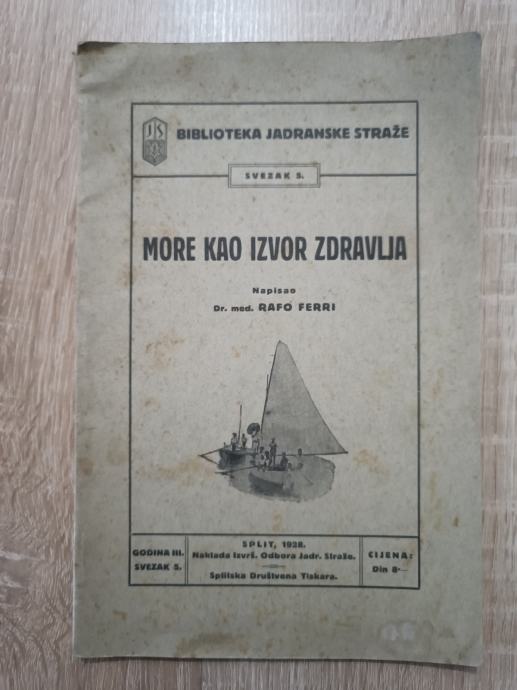 JS
BIBLIOTEKA JADRANSKE STRAŽE
SVEZAK 5.
MORE KAO IZVOR ZDRAVLJA
Napisao
Dr. med. RAFO FERRI
GODINA III.
SVEZAK 5.
SPLIT, 1928.
Naklada Izvrš. Odbora Jadr. Straže.
Splitska Društvena Tiskara.
CIJENA:
Din 8·—